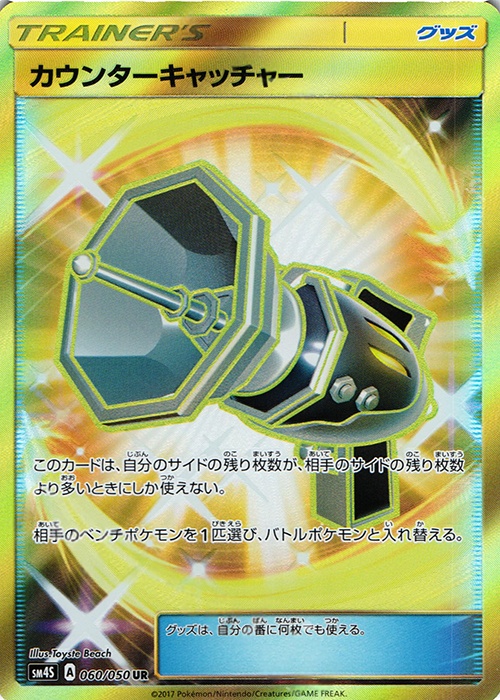 TRAINER'S
グッズ
カウンターキャッチャー
このカードは、自分のサイドの残り枚数が、相手のサイドの残り枚数
より多いときにしか使えない。
相手のベンチポケモンを1匹選び、バトルポケモンと入れ替える。
グッズは、自分の番に何枚でも使える。
Illus.Toyste Beach
SM4S A 060/050 UR
©2017 Pokémon/Nintendo/Creatures/GAME FREAK.